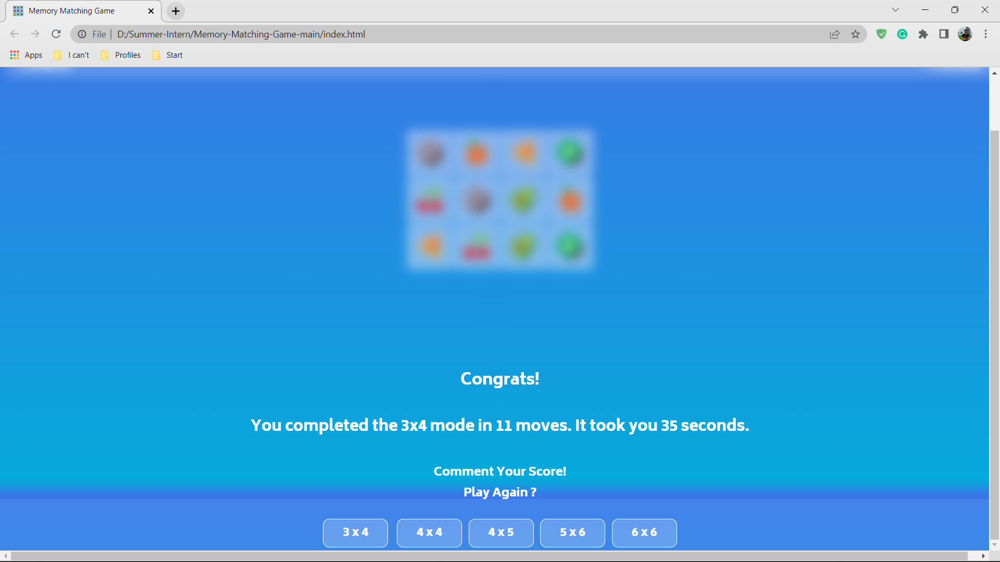 Memory Matching Game
File | D:/Summer-Intern/Memory-Matching-Game-main/index.html
Apps I can't Profiles Start
Congrats!
You completed the 3x4 mode in 11 moves. It took you 35 seconds.
Comment Your Score!
Play Again ?
3 x 4 4 x 4 4 x 5 5 x 6 6 x 6